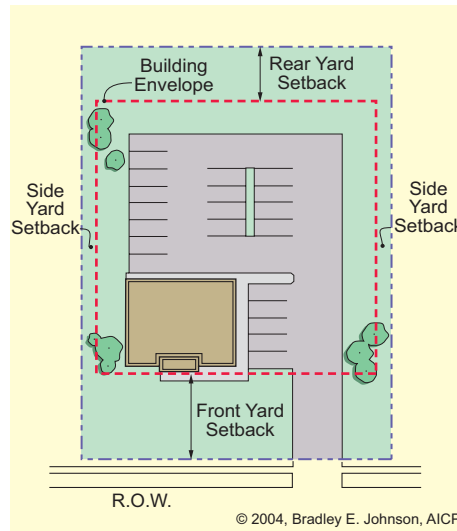 Building
Envelope
Rear Yard
Setback
Side
Yard
Setback
Side
Yard
Setback
Front Yard
Setback
R.O.W.
© 2004, Bradley E. Johnson, AICP